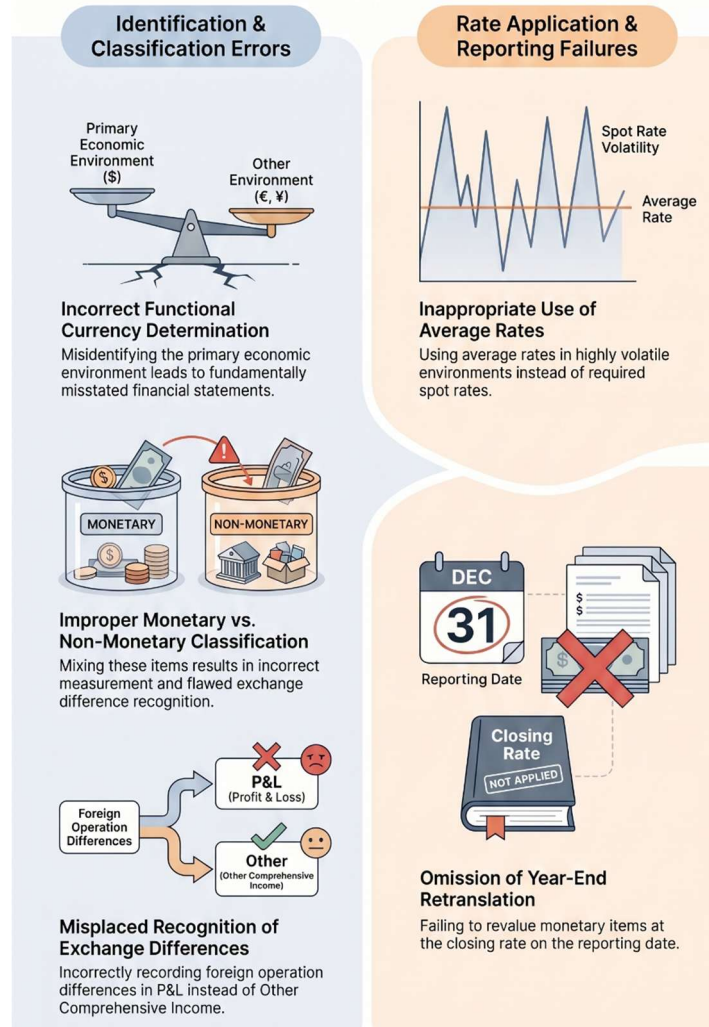 Identification &
Classification Errors
Primary
Economic
Environment
($)
Other
Environment
(€, ¥)
Incorrect Functional
Currency Determination
Misidentifying the primary economic
environment leads to fundamentally
misstated financial statements.
!
$
MONETARY
$
NON-MONETARY
Improper Monetary vs.
Non-Monetary Classification
Mixing these items results in incorrect
measurement and flawed exchange
difference recognition.
Foreign
Operation
Differences
P&L
(Profit & Loss)
Other
(Other Comprehensive
Income)
Misplaced Recognition of
Exchange Differences
Incorrectly recording foreign operation
differences in P&L instead of Other
Comprehensive Income.
Rate Application &
Reporting Failures
Spot Rate
Volatility
Average
Rate
Inappropriate Use of
Average Rates
Using average rates in highly volatile
environments instead of required
spot rates.
DEC
31
Reporting Date
$
$
$
Closing
Rate
NOT APPLIED
Omission of Year-End
Retranslation
Failing to revalue monetary items at
the closing rate on the reporting date.